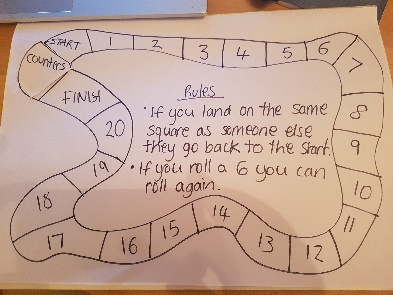 START
1
2
3
4
5
6
7
8
9
10
11
12
13
14
15
16
17
18
19
20
FINISH
counters
Rules
• If you land on the same
square as someone else
they go back to the start.
• If you roll a 6 you can
roll again.